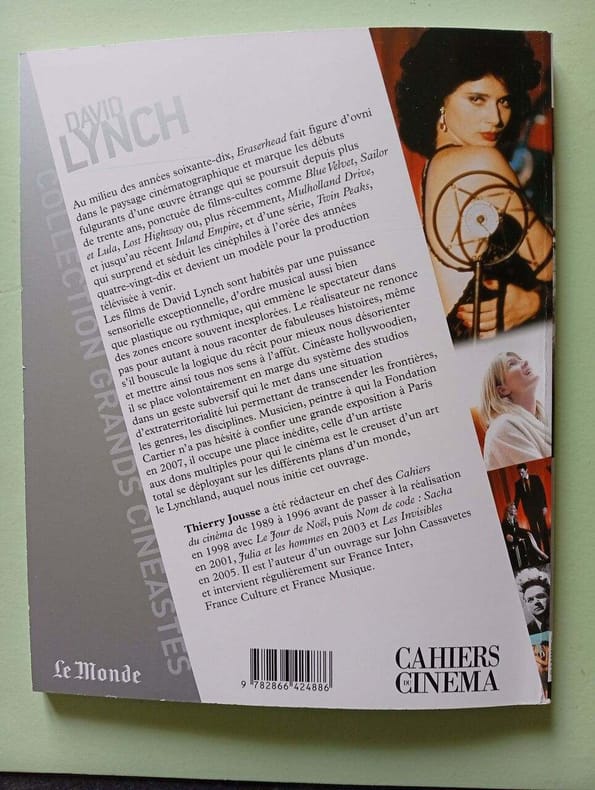 DAVID
LYNCH
COLLECTION GRANDS CINÉASTES
Au milieu des années soixante-dix, Eraserhead fait figure d'ovni
dans le paysage cinématographique et marque les débuts
fulgurants d'une œuvre étrange qui se poursuit depuis plus
de trente ans, ponctuée de films-cultes comme Blue Velvet, Sailor
et Lula, Lost Highway ou, plus récemment, Mulholland Drive,
et jusqu'au récent Inland Empire, et d'une série, Twin Peaks,
qui surprend et séduit les cinéphiles à l'orée des années
quatre-vingt-dix et devient un modèle pour la production
télévisée à venir.
Les films de David Lynch sont habités par une puissance
sensorielle exceptionnelle, d'ordre musical aussi bien
que plastique ou rythmique, qui emmène le spectateur dans
des zones encore souvent inexplorées. Le réalisateur ne renonce
pas pour autant à nous raconter de fabuleuses histoires, même
s'il bouscule la logique du récit pour mieux nous désorienter
et mettre ainsi tous nos sens à l'affût. Cinéaste hollywoodien,
il se place volontairement en marge du système des studios
dans un geste subversif qui le met dans une situation
d'extraterritorialité lui permettant de transcender les frontières,
les genres, les disciplines. Musicien, peintre à qui la Fondation
Cartier n'a pas hésité à confier une grande exposition à Paris
en 2007, il occupe une place inédite, celle d'un artiste
aux dons multiples pour qui le cinéma est le creuset d'un art
total se déployant sur les différents plans d'un monde,
le Lynchland, auquel nous initie cet ouvrage.
Thierry Jousse a été rédacteur en chef des Cahiers
du cinéma de 1989 à 1996 avant de passer à la réalisation
en 1998 avec Le Jour de Noël, puis Nom de code : Sacha
en 2001, Julia et les hommes en 2003 et Les Invisibles
en 2005. Il est l'auteur d'un ouvrage sur John Cassavetes
et intervient régulièrement sur France Inter,
France Culture et France Musique.
Le Monde
9 782866 424886
CAHIERS
DU
CINEMA